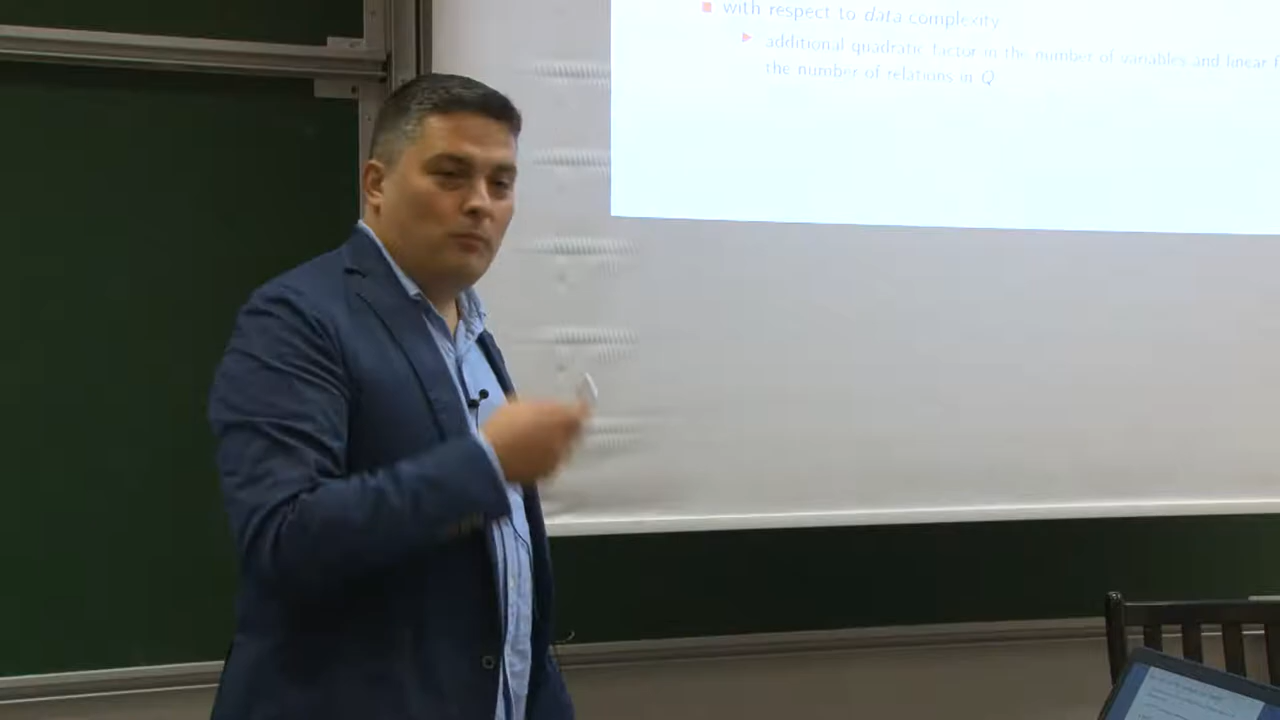 with respect to data complexity
additional quadratic factor in the number of variables and linear f
the number of relations in Q